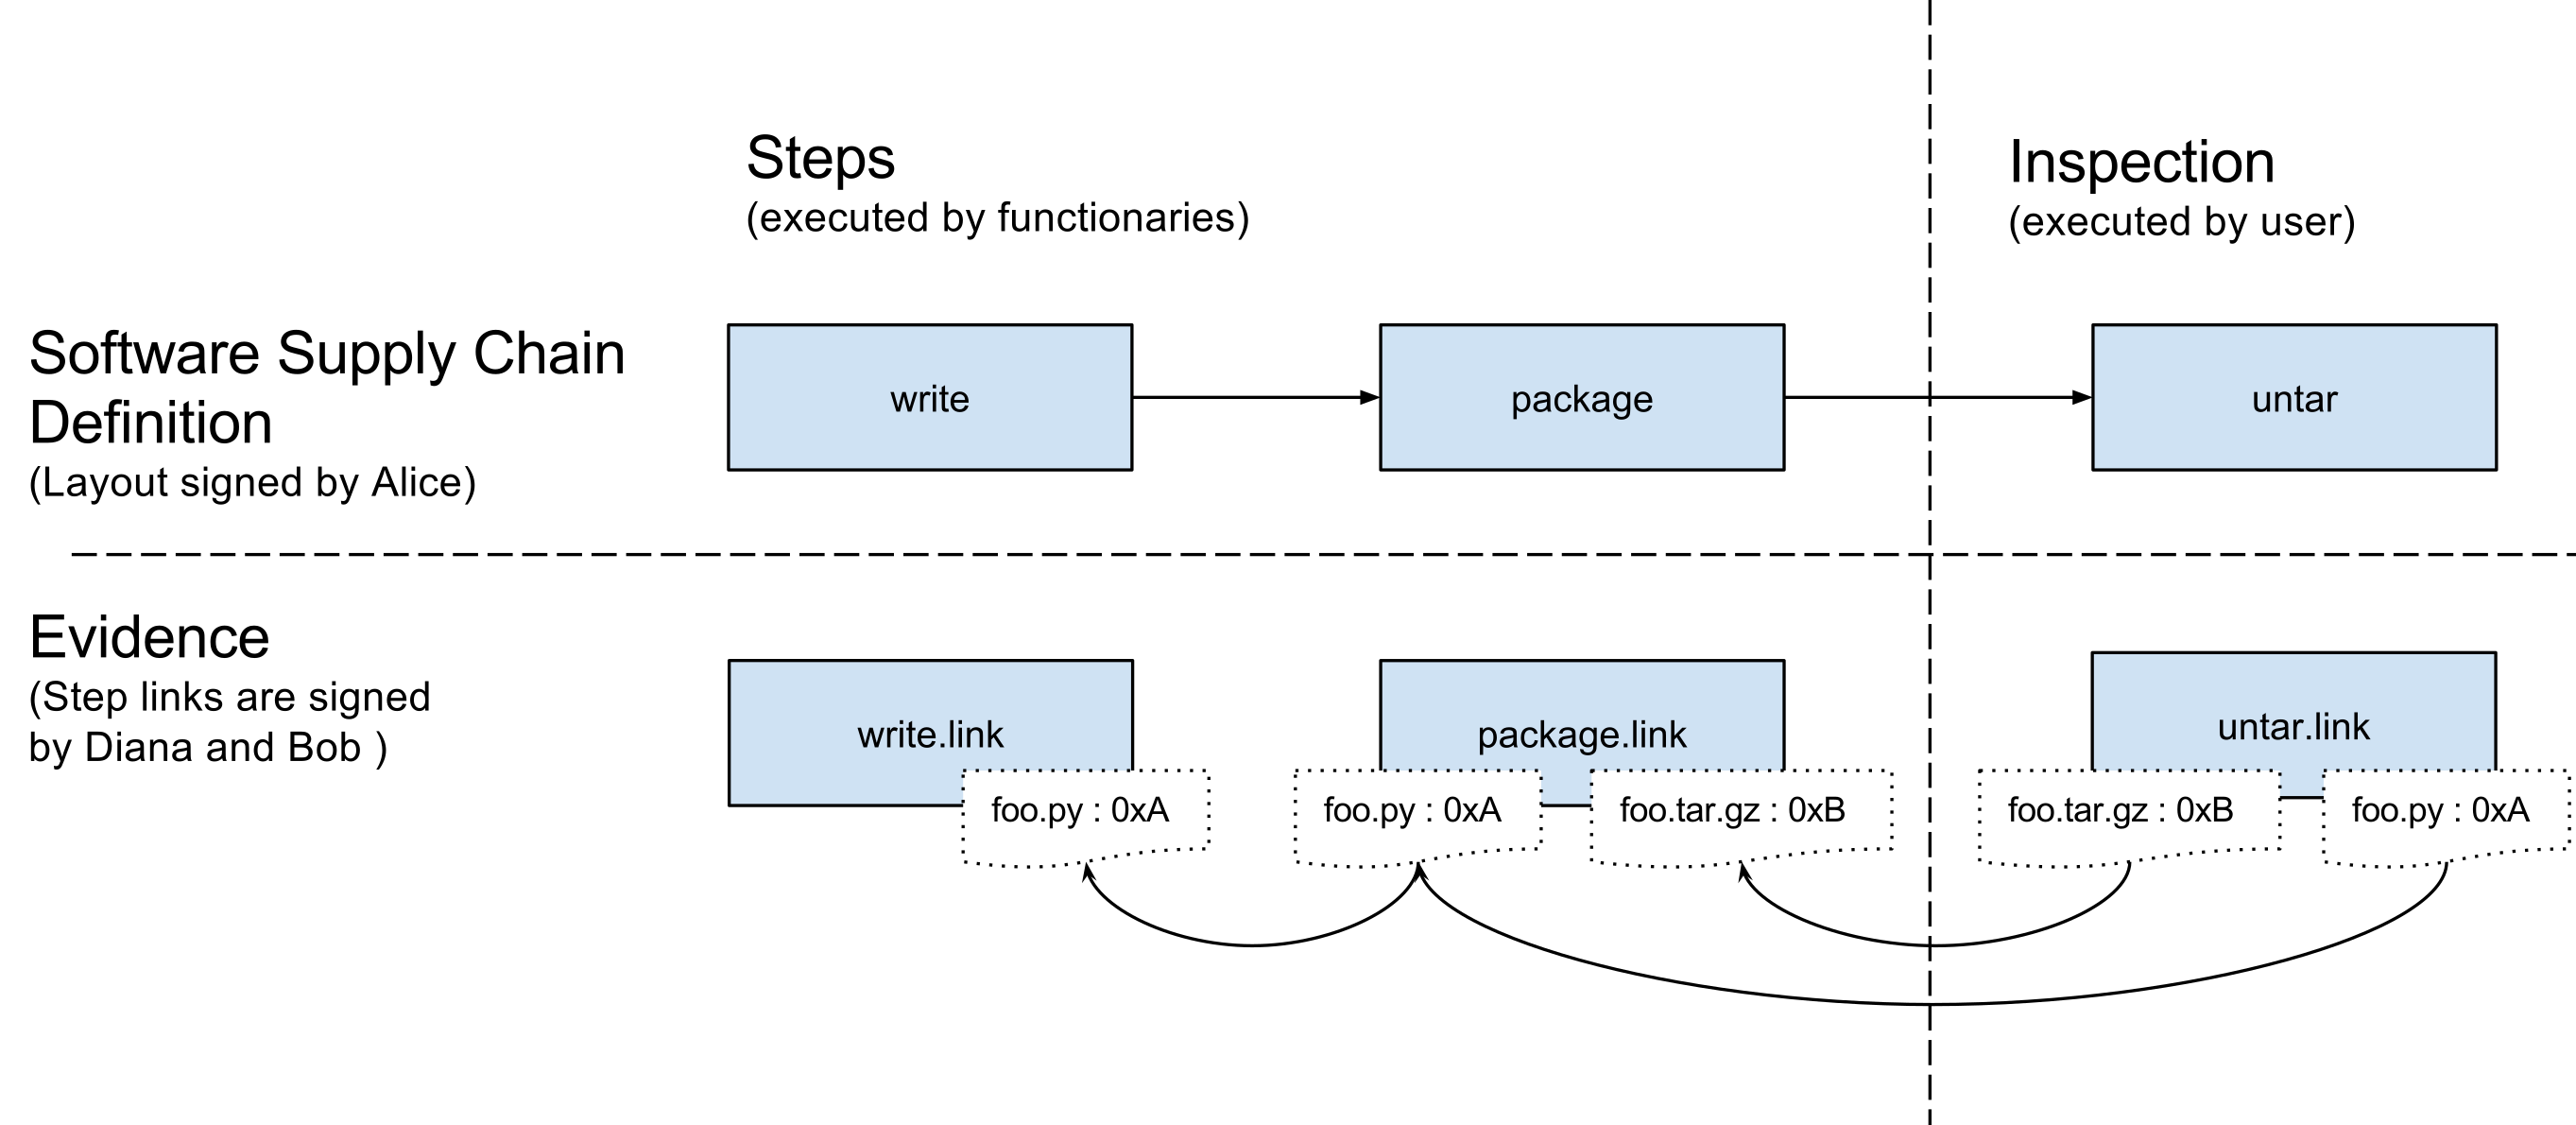 Steps
(executed by functionaries)
Inspection
(executed by user)
Software Supply Chain
Definition
(Layout signed by Alice)
write
package
untar
Evidence
(Step links are signed
by Diana and Bob )
write.link
package.link
untar.link
foo.py : 0xA
foo.py : 0xA
foo.tar.gz : 0xB
foo.tar.gz : 0xB
foo.py : 0xA